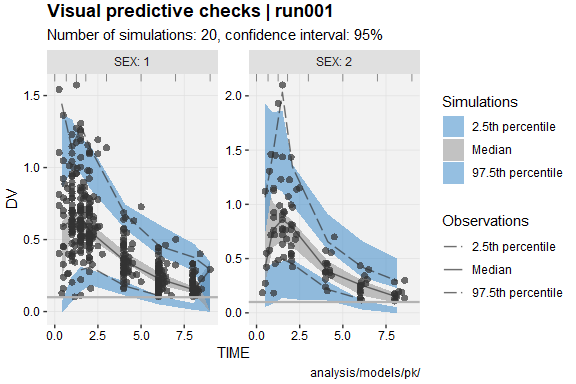 Visual predictive checks | run001
Number of simulations: 20, confidence interval: 95%
SEX: 1
SEX: 2
1.5
1.0
0.5
0.0
2.0
1.5
1.0
0.5
0.0
DV
0.0 2.5 5.0 7.5
0.0 2.5 5.0 7.5
TIME
Simulations
2.5th percentile
Median
97.5th percentile
Observations
2.5th percentile
Median
97.5th percentile
analysis/models/pk/